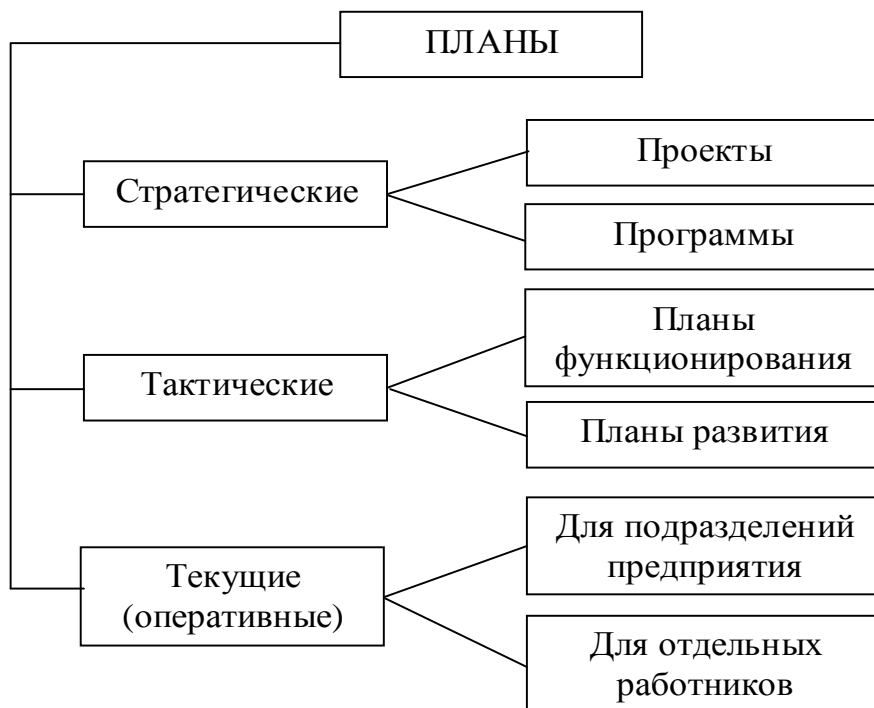 ПЛАНЫ
Стратегические
Проекты
Программы
Тактические
Планы
функционирования
Планы развития
Текущие
(оперативные)
Для подразделений
предприятия
Для отдельных
работников